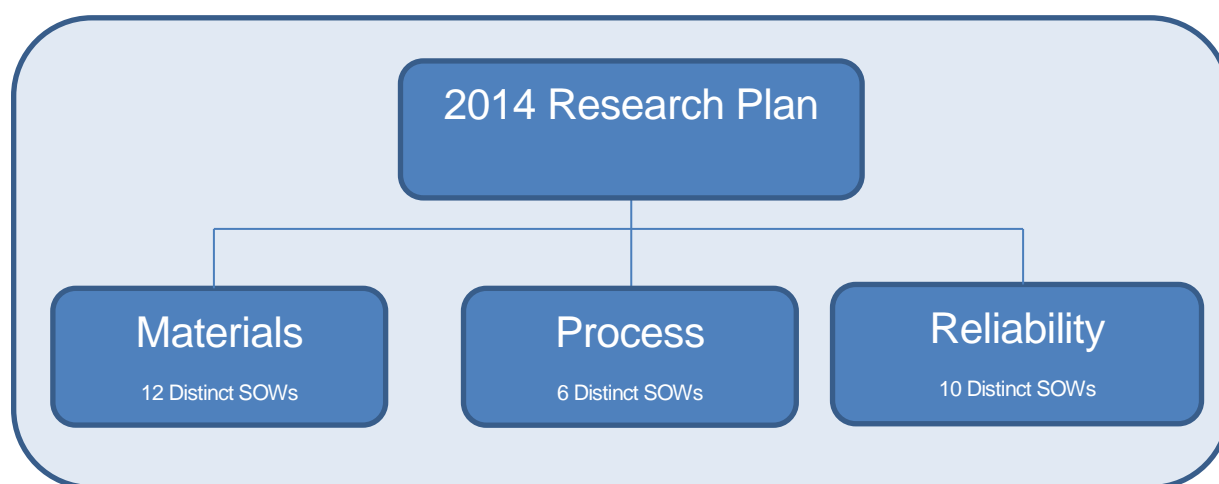 2014 Research Plan
Materials
12 Distinct SOWs
Process
6 Distinct SOWs
Reliability
10 Distinct SOWs